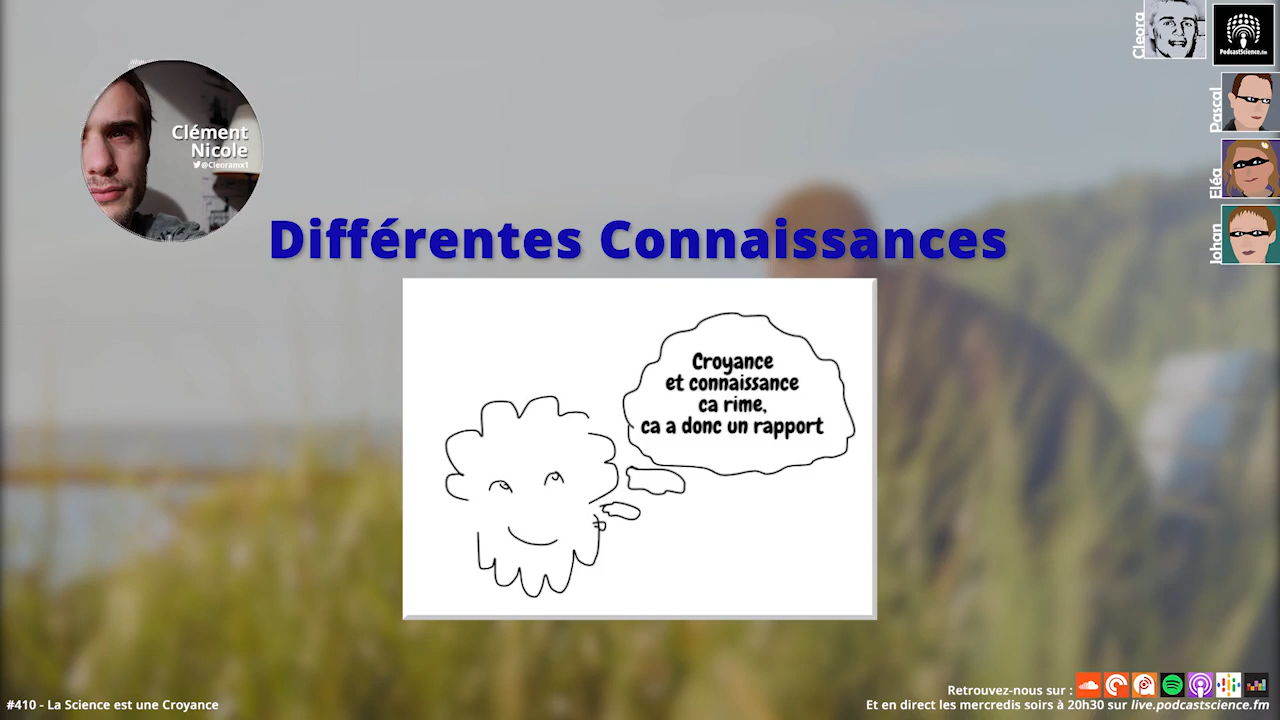 Cleora
PodcastScience.fm
Pascal
Eléa
Johan
Clément
Nicole
@Cleoramx1
Différentes Connaissances
Croyance
et connaissance
ca rime,
ca a donc un rapport
Retrouvez-nous sur :
#410 - La Science est une Croyance
Et en direct les mercredis soirs à 20h30 sur live.podcastscience.fm